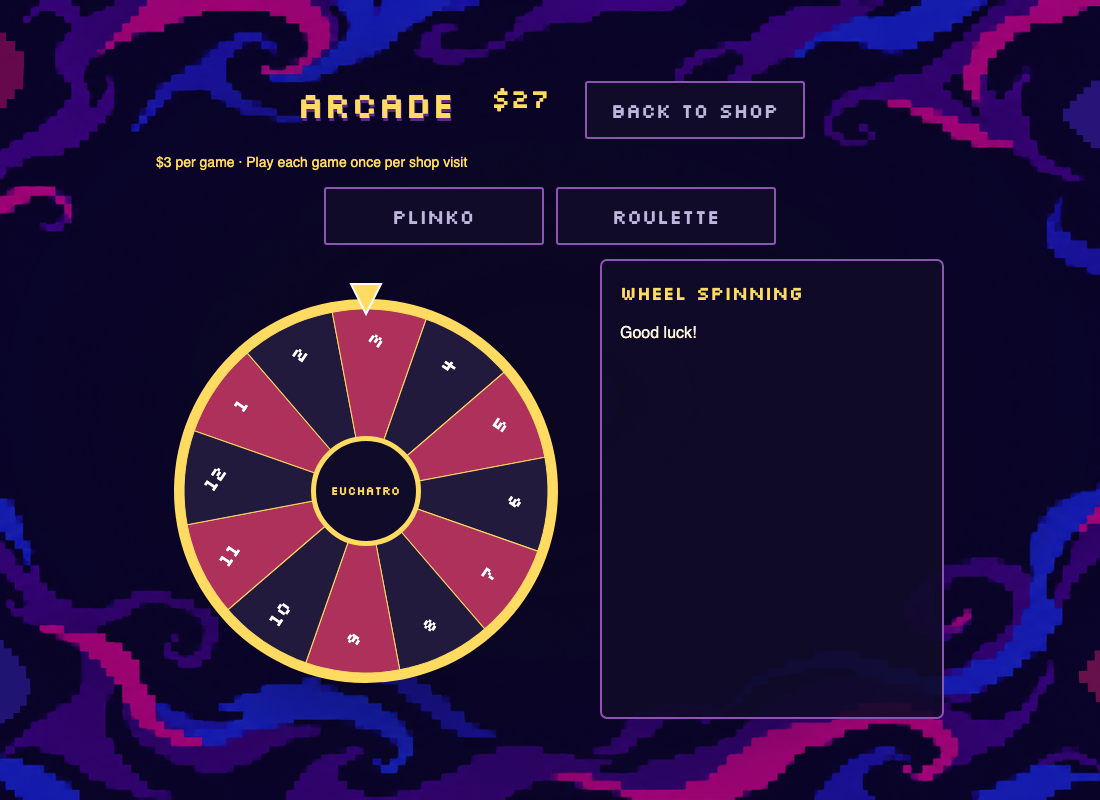 ARCADE $27 BACK TO SHOP
$3 per game · Play each game once per shop visit
PLINKO ROULETTE
WHEEL SPINNING
Good luck!
1
2
3
4
5
6
7
8
9
10
11
12
EUCHATRO